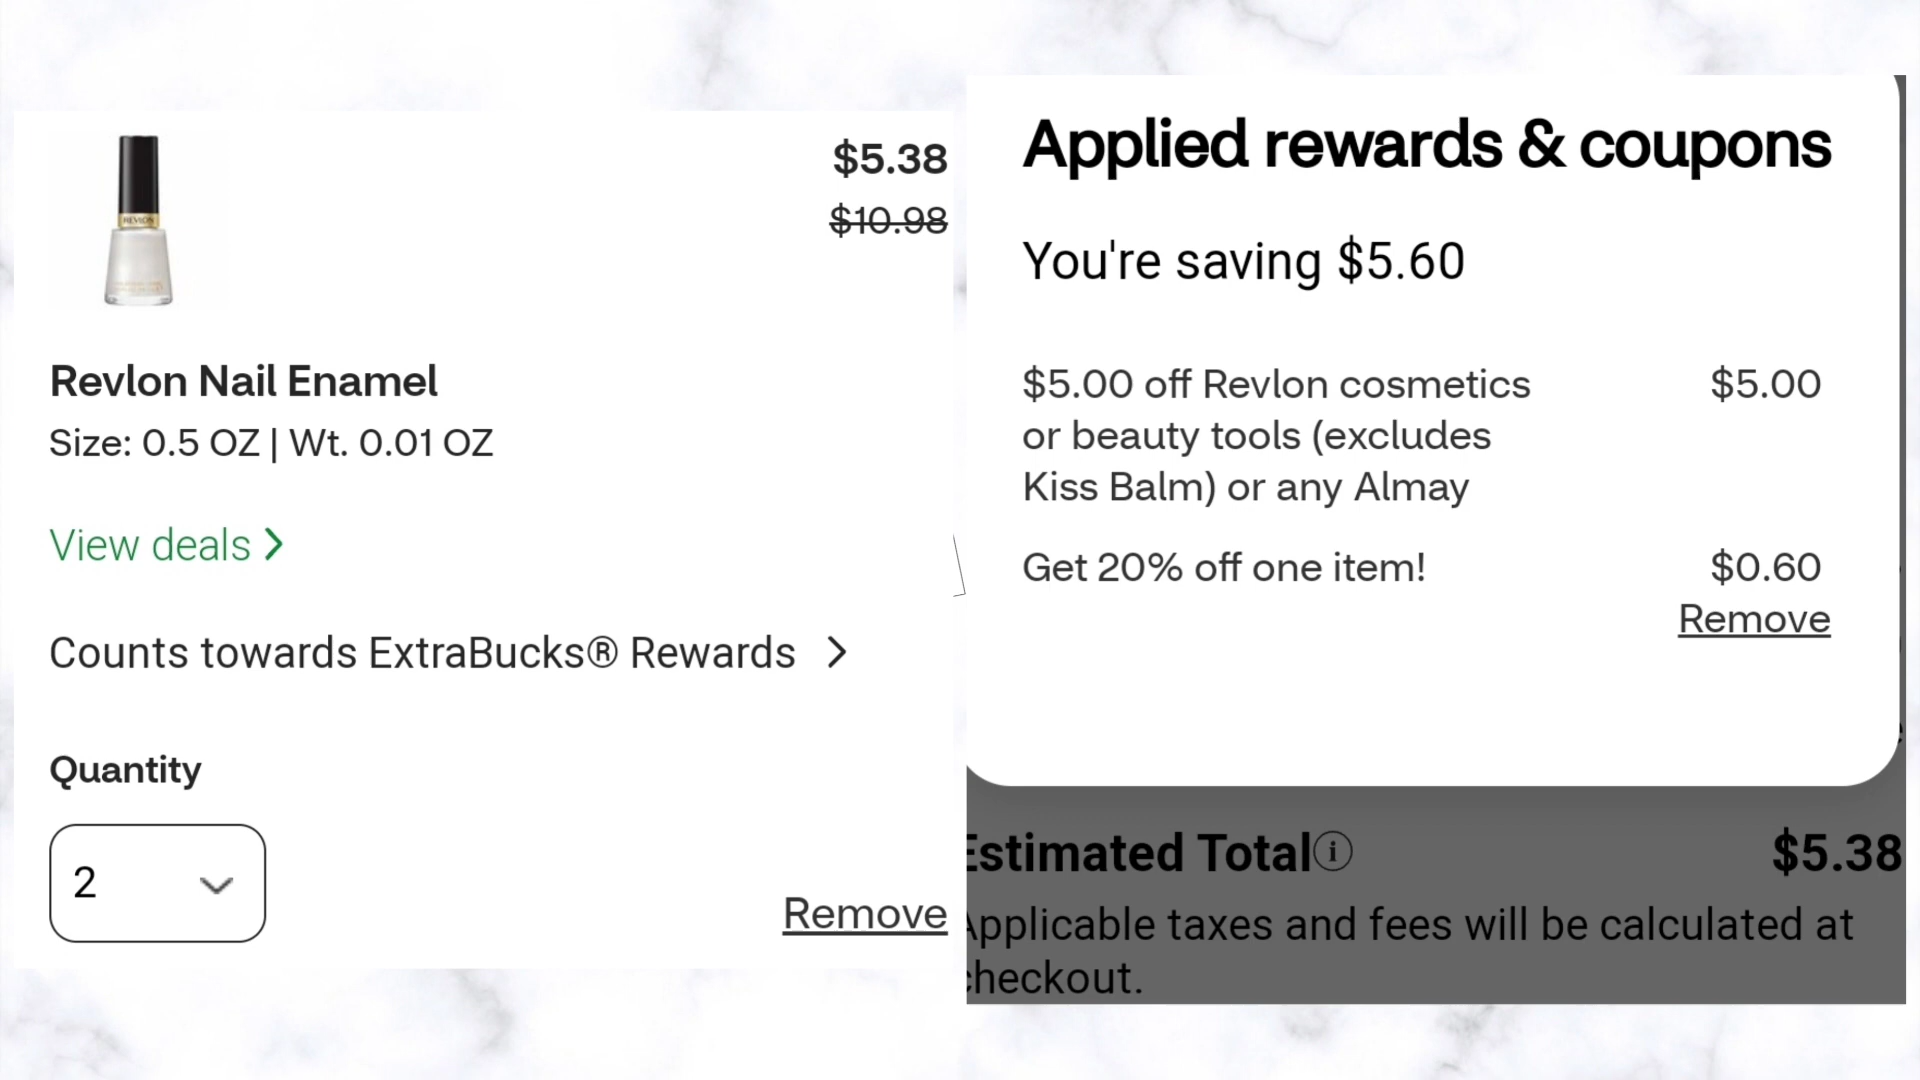 $5.38
$10.98
REVLON
Revlon Nail Enamel
Size: 0.5 OZ | Wt. 0.01 OZ
View deals
Counts towards ExtraBucks® Rewards
Quantity
2
Remove
Applied rewards & coupons
You're saving $5.60
$5.00 off Revlon cosmetics $5.00
or beauty tools (excludes
Kiss Balm) or any Almay
Get 20% off one item! $0.60
Remove
Estimated Total $5.38
Applicable taxes and fees will be calculated at
checkout.